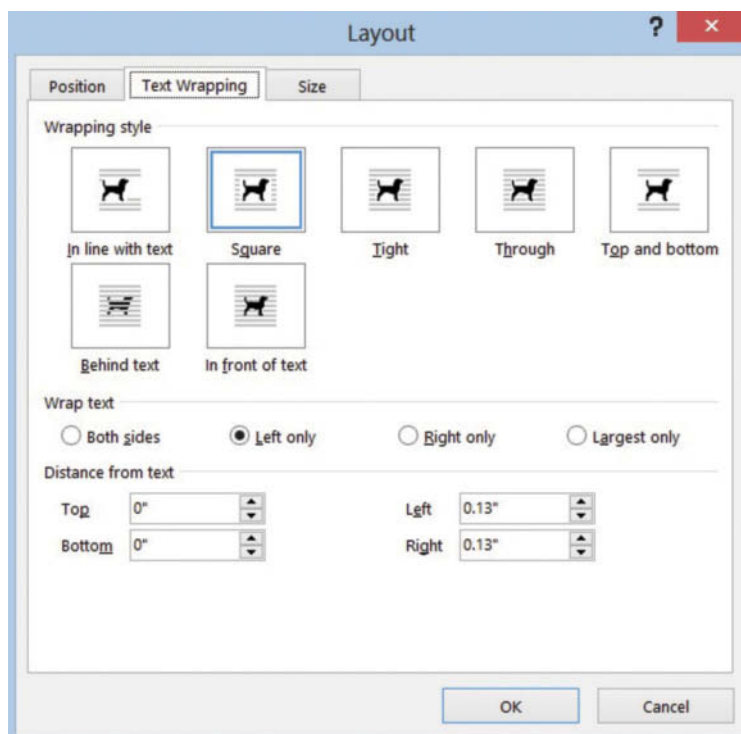 Layout ? ×
Position Text Wrapping Size
Wrapping style
In line with text Square Tight Through Top and bottom
Behind text In front of text
Wrap text
Both sides Left only Right only Largest only
Distance from text
Top 0" Left 0.13"
Bottom 0" Right 0.13"
OK Cancel